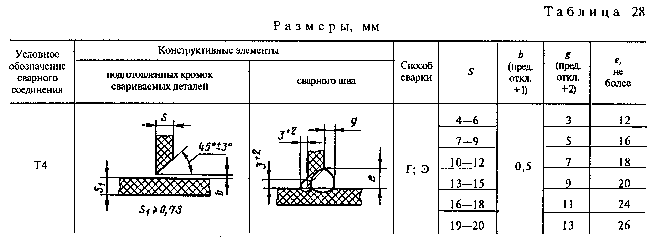 Таблица 28
Размеры, мм
Условное обозначение сварного соединения
Конструктивные элементы
подготовленных кромок свариваемых деталей
сварного шва
Способ сварки
S
b (пред. откл. +1)
g (пред. откл. +2)
e, не более
Т4
S
45°±3°
S₁
b
S₁ ⩾ 0,7S
3⁺²
g
3⁺²
e
Г; Э
4—6
7—9
10—12
13—15
16—18
19—20
0,5
3
5
7
9
11
13
12
16
18
20
24
26